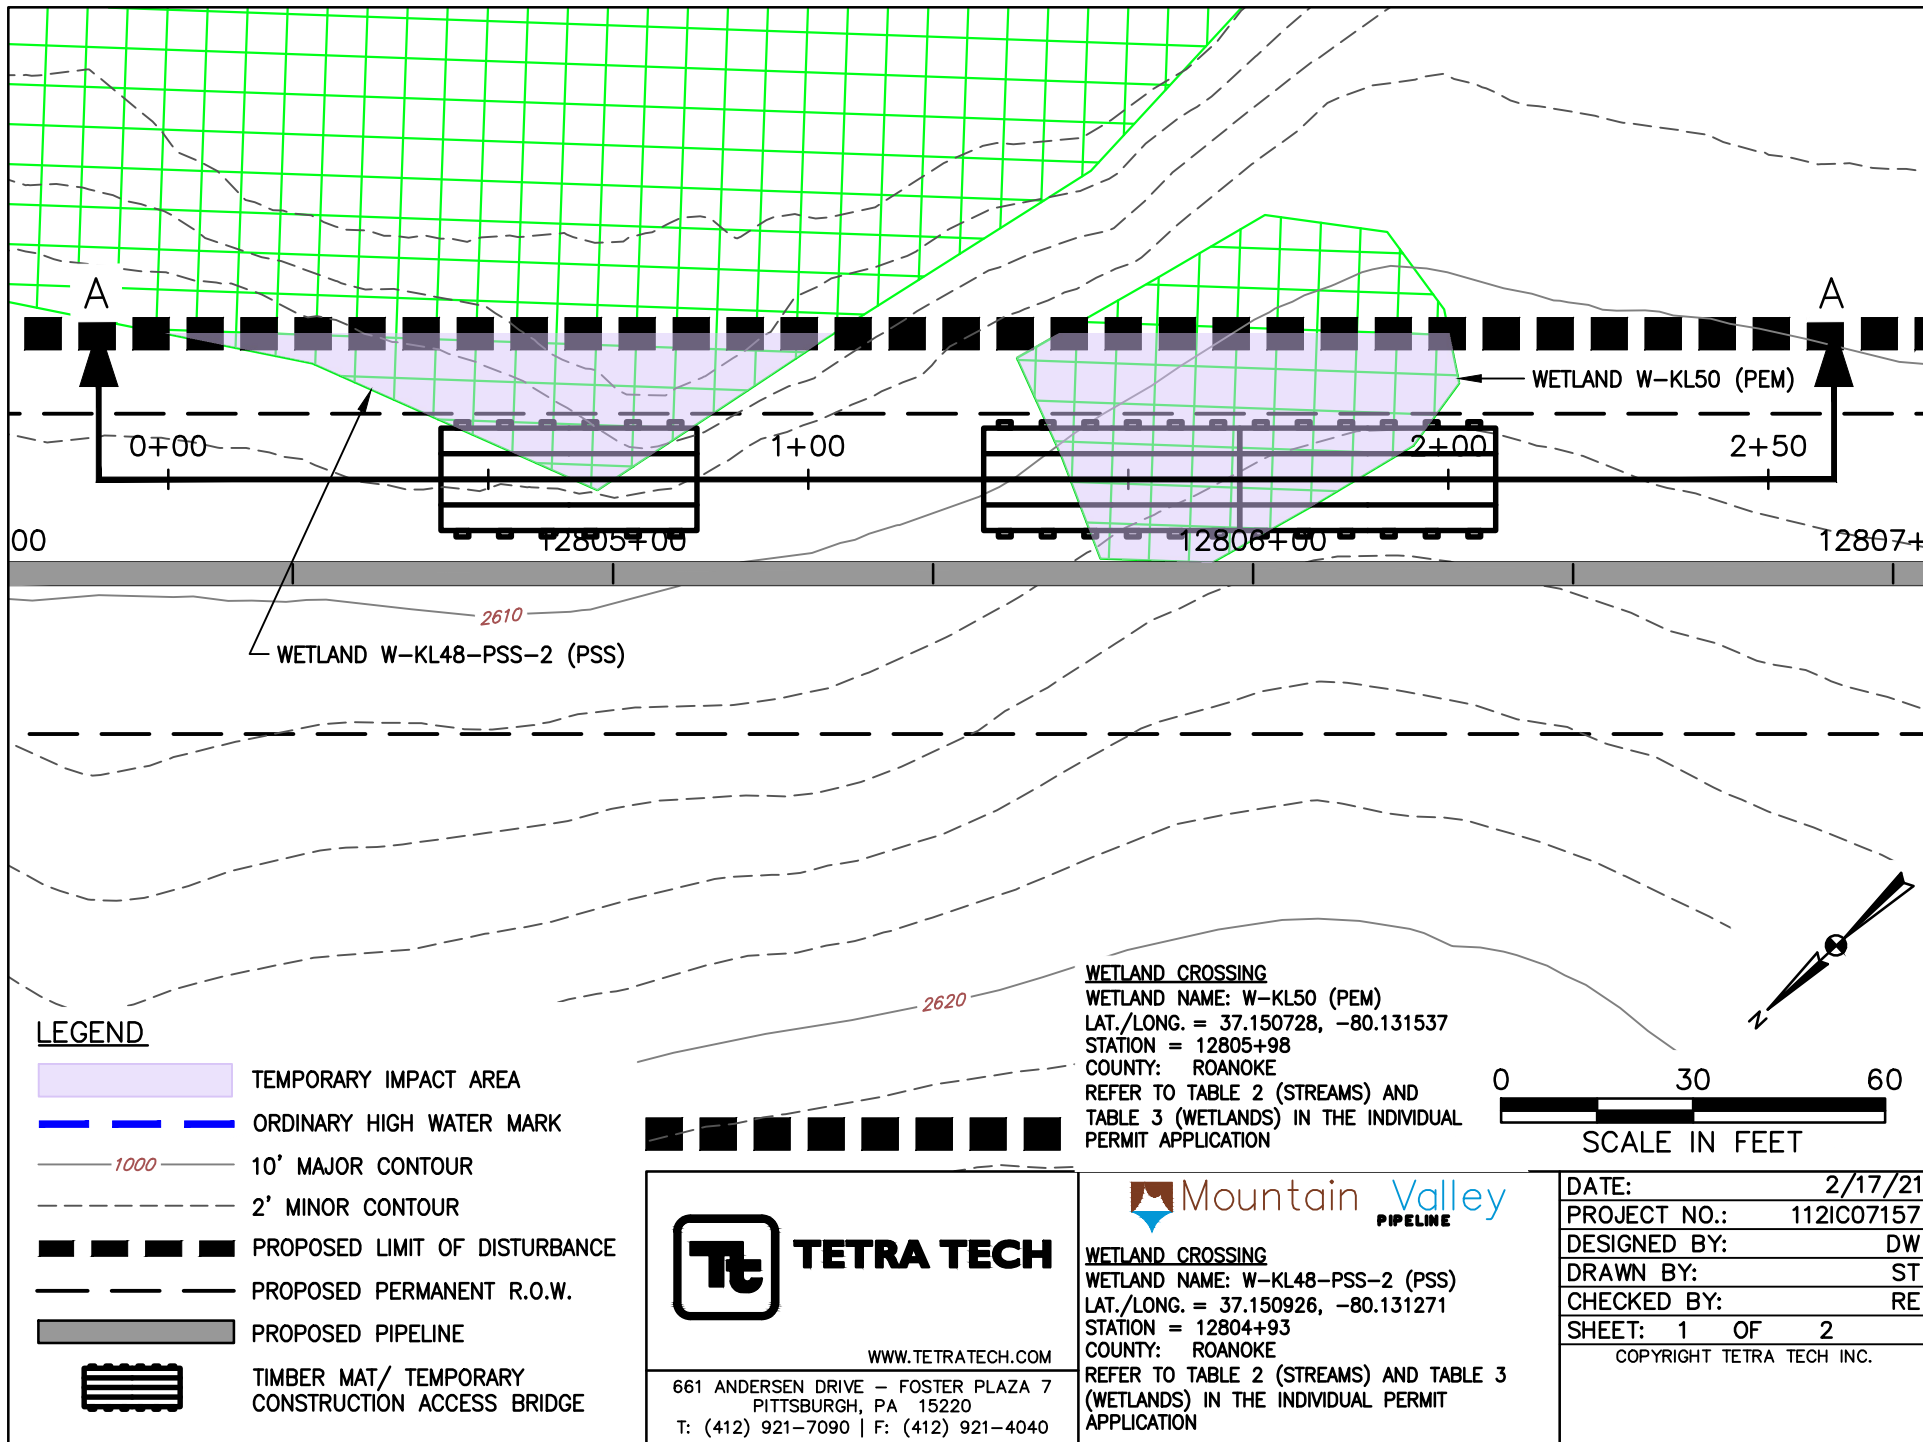 A
A
WETLAND W-KL50 (PEM)
0+00
1+00
2+00
2+50
00
12805+00
12806+00
12807+
2610
WETLAND W-KL48-PSS-2 (PSS)
2620
N
WETLAND CROSSING
WETLAND NAME: W-KL50 (PEM)
LAT./LONG. = 37.150728, -80.131537
STATION = 12805+98
COUNTY: ROANOKE
REFER TO TABLE 2 (STREAMS) AND
TABLE 3 (WETLANDS) IN THE INDIVIDUAL
PERMIT APPLICATION
0 30 60
SCALE IN FEET
LEGEND
TEMPORARY IMPACT AREA
ORDINARY HIGH WATER MARK
1000
10' MAJOR CONTOUR
2' MINOR CONTOUR
PROPOSED LIMIT OF DISTURBANCE
PROPOSED PERMANENT R.O.W.
PROPOSED PIPELINE
TIMBER MAT/ TEMPORARY
CONSTRUCTION ACCESS BRIDGE
Tt
TETRA TECH
WWW.TETRATECH.COM
661 ANDERSEN DRIVE - FOSTER PLAZA 7
PITTSBURGH, PA 15220
T: (412) 921-7090 | F: (412) 921-4040
Mountain Valley
PIPELINE
WETLAND CROSSING
WETLAND NAME: W-KL48-PSS-2 (PSS)
LAT./LONG. = 37.150926, -80.131271
STATION = 12804+93
COUNTY: ROANOKE
REFER TO TABLE 2 (STREAMS) AND TABLE 3
(WETLANDS) IN THE INDIVIDUAL PERMIT
APPLICATION
DATE: 2/17/21
PROJECT NO.: 112IC07157
DESIGNED BY: DW
DRAWN BY: ST
CHECKED BY: RE
SHEET: 1 OF 2
COPYRIGHT TETRA TECH INC.